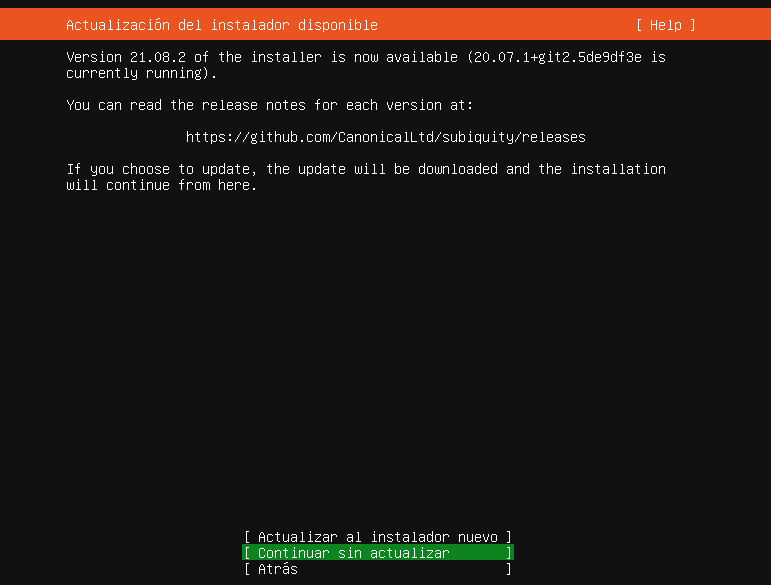 Actualización del instalador disponible [ Help ]
Version 21.08.2 of the installer is now available (20.07.1+git2.5de9df3e is
currently running).
You can read the release notes for each version at:
https://github.com/CanonicalLtd/subiquity/releases
If you choose to update, the update will be downloaded and the installation
will continue from here.
[ Actualizar al instalador nuevo ]
[ Continuar sin actualizar ]
[ Atrás ]